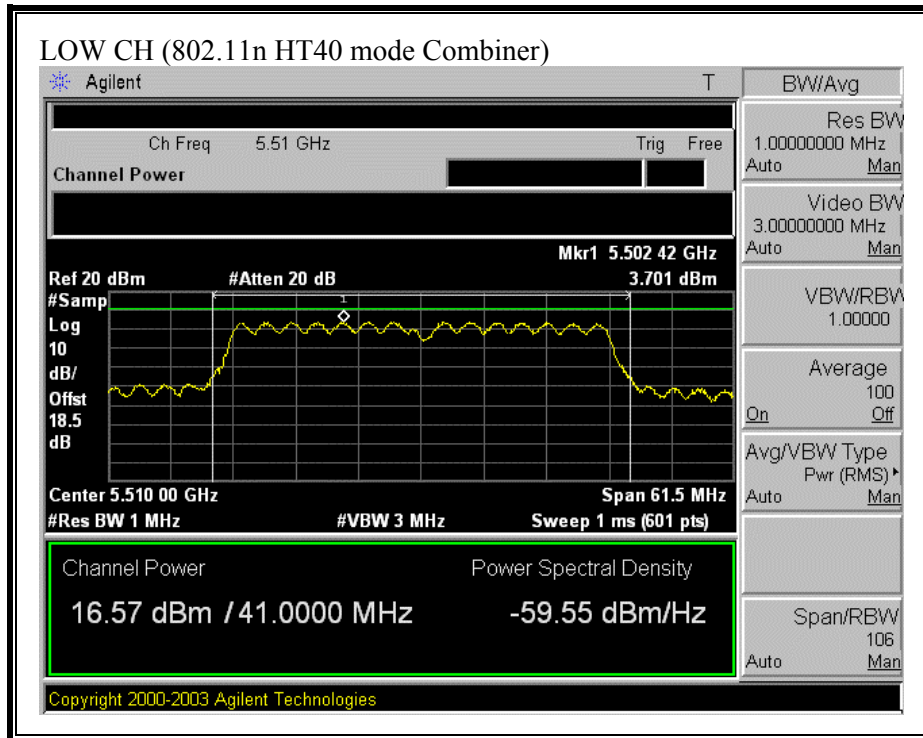 LOW CH (802.11n HT40 mode Combiner)
Agilent T
Ch Freq 5.51 GHz Trig Free
Channel Power
Mkr1 5.502 42 GHz
Ref 20 dBm #Atten 20 dB 3.701 dBm
#Samp
Log
10
dB/
Offst
18.5
dB
1
Center 5.510 00 GHz Span 61.5 MHz
#Res BW 1 MHz #VBW 3 MHz Sweep 1 ms (601 pts)
Channel Power Power Spectral Density
16.57 dBm / 41.0000 MHz -59.55 dBm/Hz
Copyright 2000-2003 Agilent Technologies
BW/Avg
Res BW
1.00000000 MHz
Auto Man
Video BW
3.00000000 MHz
Auto Man
VBW/RBW
1.00000
Average
100
On Off
Avg/VBW Type
Pwr (RMS)
Auto Man
Span/RBW
106
Auto Man